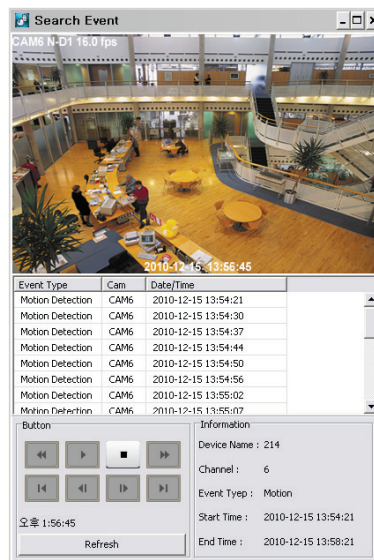 Search Event
CAM6 N-D1 16.0 fps
2010-12-15 13:56:45
Event Type Cam Date/Time
Motion Detection CAM6 2010-12-15 13:54:21
Motion Detection CAM6 2010-12-15 13:54:30
Motion Detection CAM6 2010-12-15 13:54:37
Motion Detection CAM6 2010-12-15 13:54:44
Motion Detection CAM6 2010-12-15 13:54:50
Motion Detection CAM6 2010-12-15 13:54:56
Motion Detection CAM6 2010-12-15 13:55:02
Motion Detection CAM6 2010-12-15 13:55:07
Button
오후 1:56:45
Refresh
Information
Device Name : 214
Channel : 6
Event Tyep : Motion
Start Time : 2010-12-15 13:54:21
End Time : 2010-12-15 13:58:21